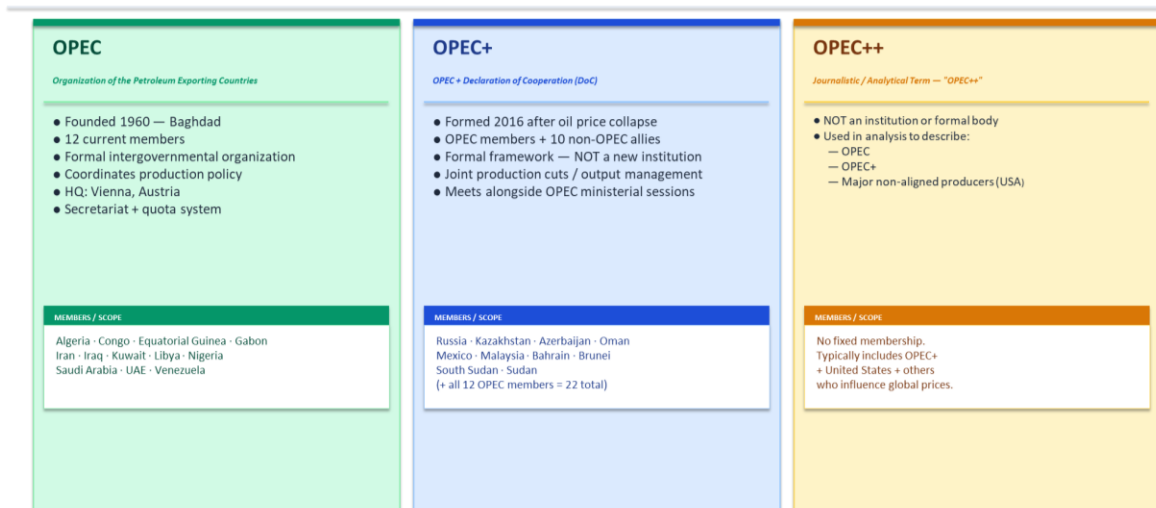 OPEC
Organization of the Petroleum Exporting Countries
● Founded 1960 — Baghdad
● 12 current members
● Formal intergovernmental organization
● Coordinates production policy
● HQ: Vienna, Austria
● Secretariat + quota system
MEMBERS / SCOPE
Algeria · Congo · Equatorial Guinea · Gabon
Iran · Iraq · Kuwait · Libya · Nigeria
Saudi Arabia · UAE · Venezuela
OPEC+
OPEC + Declaration of Cooperation (DoC)
● Formed 2016 after oil price collapse
● OPEC members + 10 non-OPEC allies
● Formal framework — NOT a new institution
● Joint production cuts / output management
● Meets alongside OPEC ministerial sessions
MEMBERS / SCOPE
Russia · Kazakhstan · Azerbaijan · Oman
Mexico · Malaysia · Bahrain · Brunei
South Sudan · Sudan
(+ all 12 OPEC members = 22 total)
OPEC++
Journalistic / Analytical Term — "OPEC++"
● NOT an institution or formal body
● Used in analysis to describe:
— OPEC
— OPEC+
— Major non-aligned producers (USA)
MEMBERS / SCOPE
No fixed membership.
Typically includes OPEC+
+ United States + others
who influence global prices.